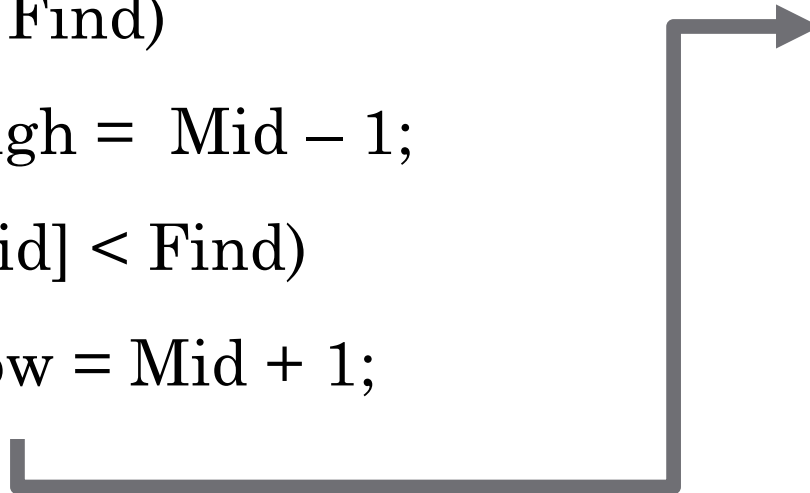 Find)
gh = Mid – 1;
id] < Find)
w = Mid + 1;